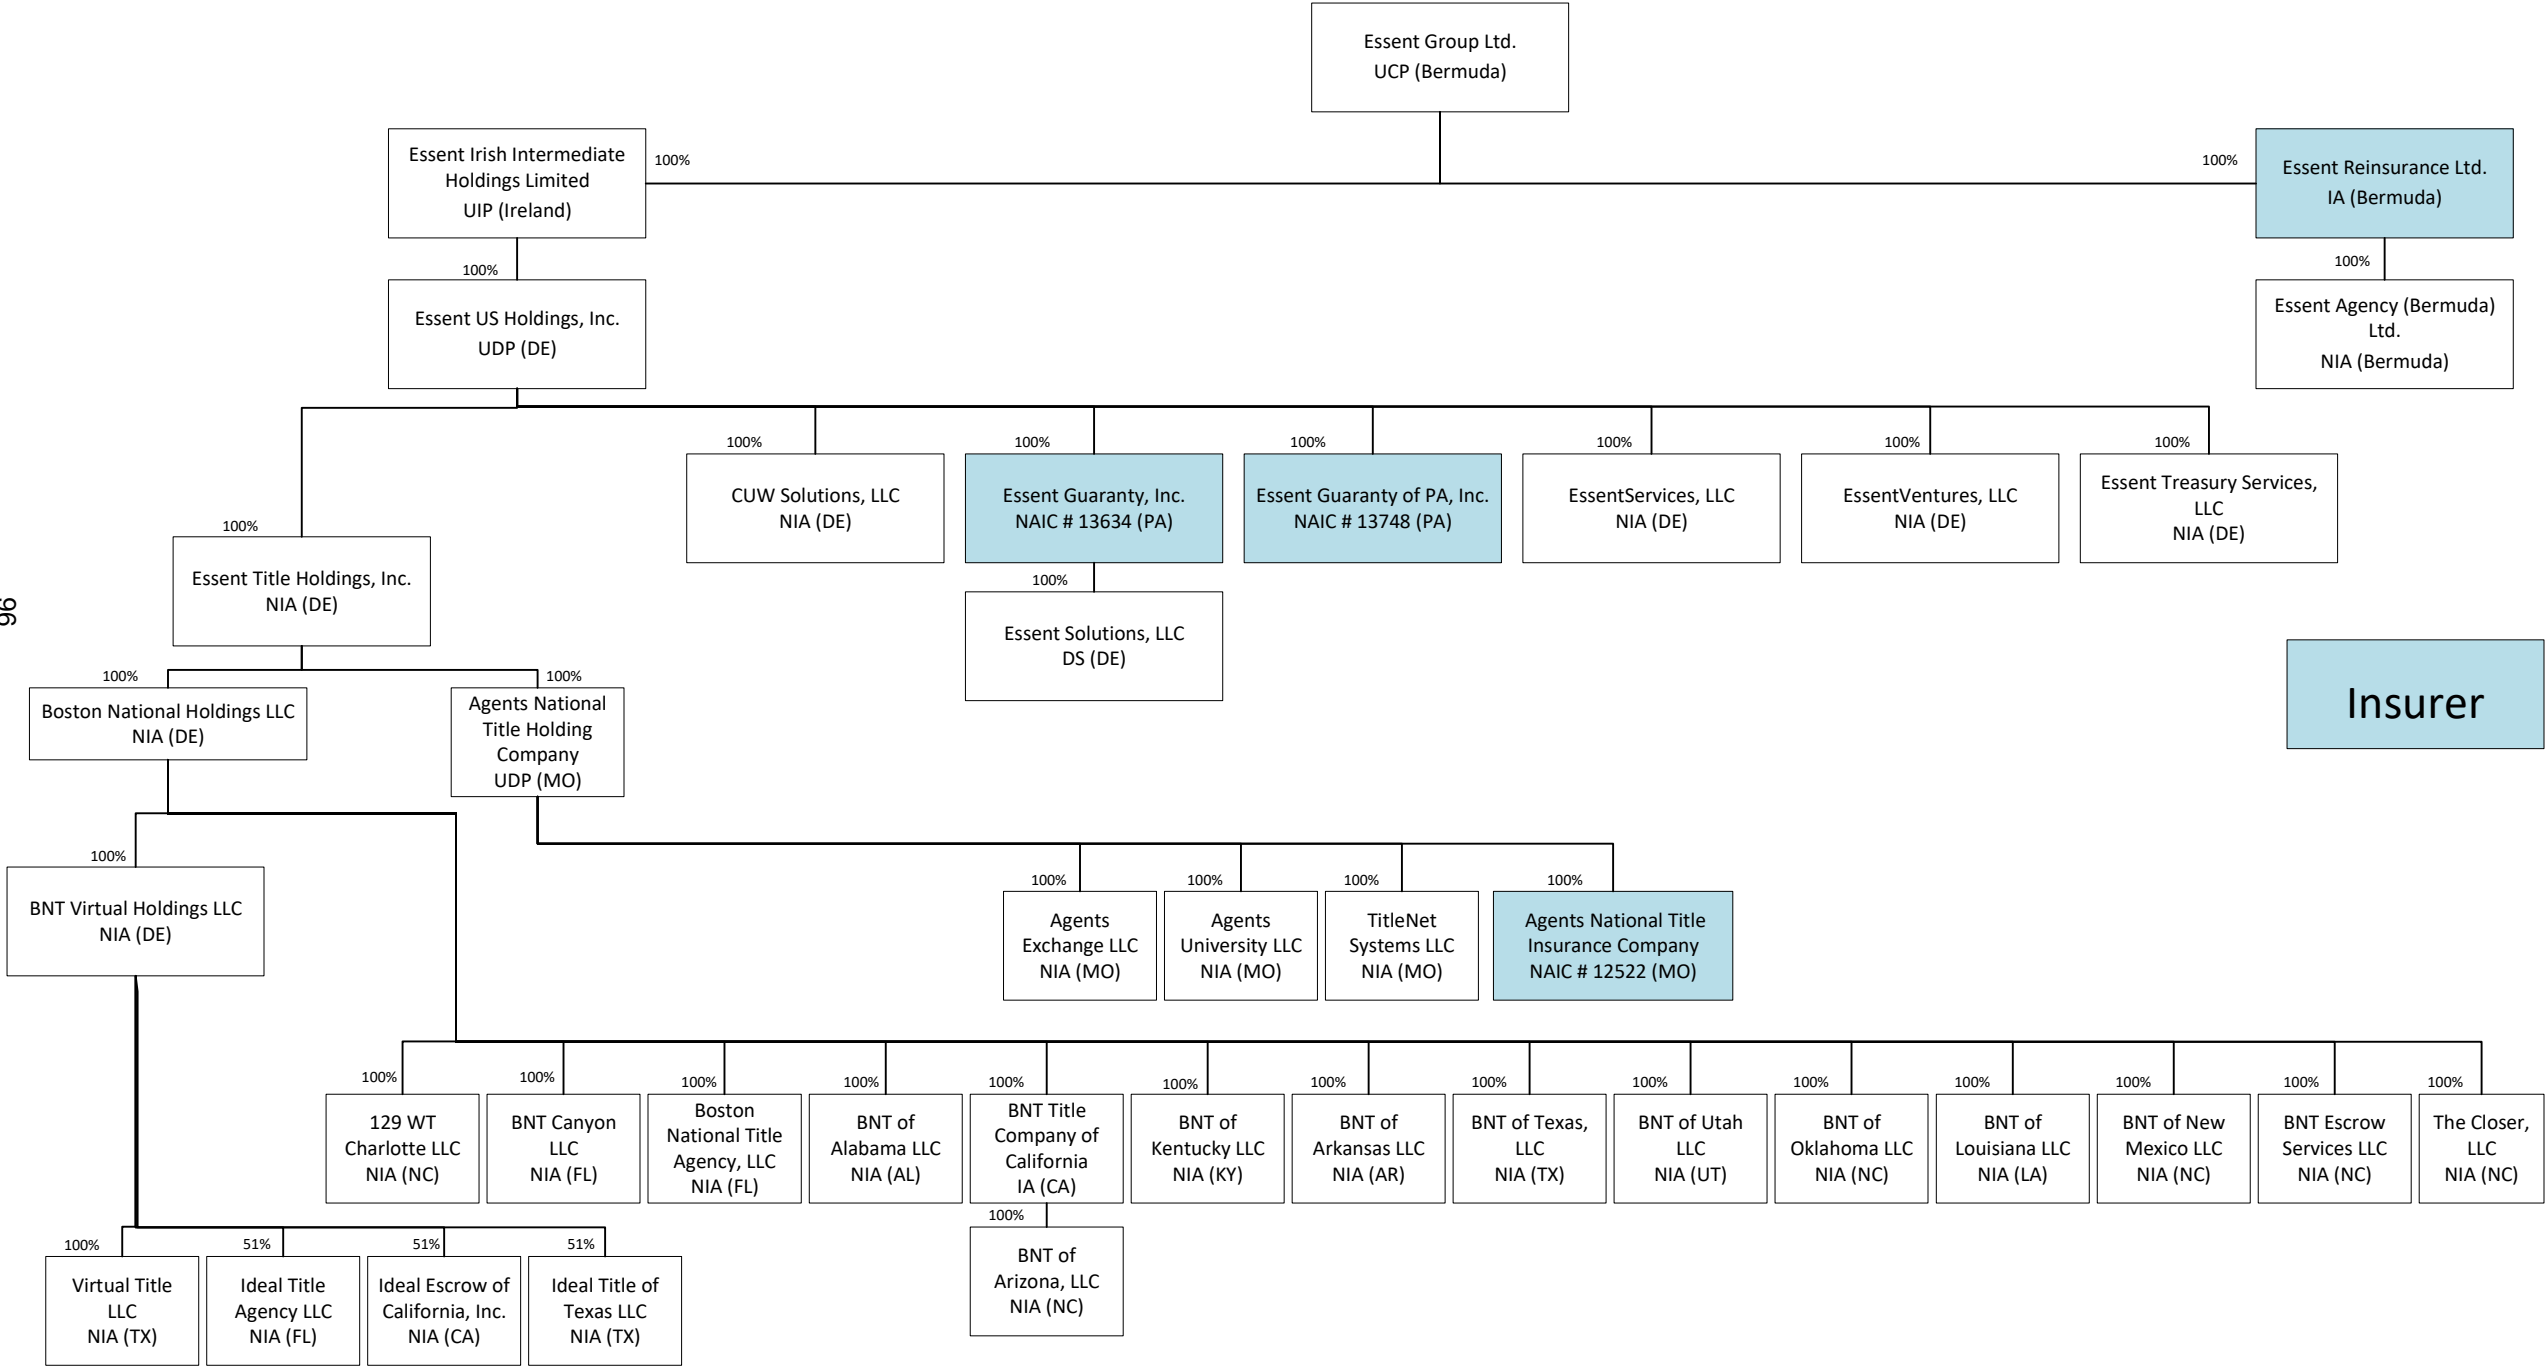 Essent Group Ltd.
UCP (Bermuda)
Essent Irish Intermediate
Holdings Limited
UIP (Ireland)
100%
100%
Essent Reinsurance Ltd.
IA (Bermuda)
100%
Essent US Holdings, Inc.
UDP (DE)
100%
Essent Agency (Bermuda)
Ltd.
NIA (Bermuda)
100%
CUW Solutions, LLC
NIA (DE)
100%
Essent Guaranty, Inc.
NAIC # 13634 (PA)
100%
Essent Guaranty of PA, Inc.
NAIC # 13748 (PA)
100%
EssentServices, LLC
NIA (DE)
100%
EssentVentures, LLC
NIA (DE)
100%
Essent Treasury Services,
LLC
NIA (DE)
100%
Essent Title Holdings, Inc.
NIA (DE)
100%
Essent Solutions, LLC
DS (DE)
96
Insurer
100%
Boston National Holdings LLC
NIA (DE)
100%
Agents National
Title Holding
Company
UDP (MO)
100%
BNT Virtual Holdings LLC
NIA (DE)
100%
Agents
Exchange LLC
NIA (MO)
100%
Agents
University LLC
NIA (MO)
100%
TitleNet
Systems LLC
NIA (MO)
100%
Agents National Title
Insurance Company
NAIC # 12522 (MO)
100%
129 WT
Charlotte LLC
NIA (NC)
100%
BNT Canyon
LLC
NIA (FL)
100%
Boston
National Title
Agency, LLC
NIA (FL)
100%
BNT of
Alabama LLC
NIA (AL)
100%
BNT Title
Company of
California
IA (CA)
100%
BNT of
Kentucky LLC
NIA (KY)
100%
BNT of
Arkansas LLC
NIA (AR)
100%
BNT of Texas,
LLC
NIA (TX)
100%
BNT of Utah
LLC
NIA (UT)
100%
BNT of
Oklahoma LLC
NIA (NC)
100%
BNT of
Louisiana LLC
NIA (LA)
100%
BNT of New
Mexico LLC
NIA (NC)
100%
BNT Escrow
Services LLC
NIA (NC)
100%
The Closer,
LLC
NIA (NC)
100%
Virtual Title
LLC
NIA (TX)
51%
Ideal Title
Agency LLC
NIA (FL)
51%
Ideal Escrow of
California, Inc.
NIA (CA)
51%
Ideal Title of
Texas LLC
NIA (TX)
100%
BNT of
Arizona, LLC
NIA (NC)